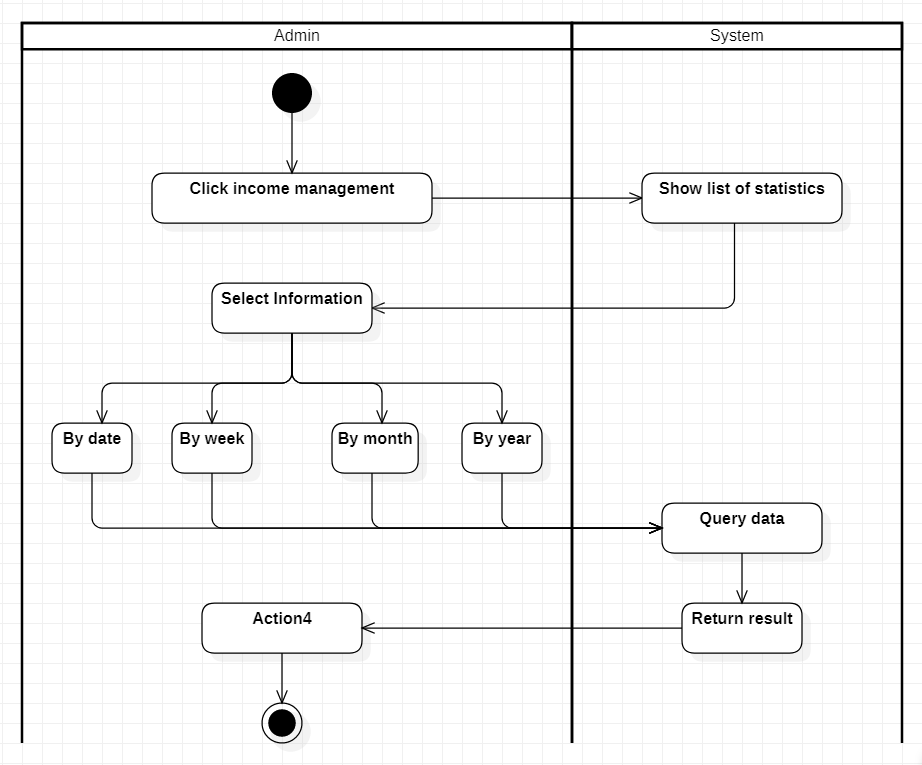 Admin
System
Click income management
Show list of statistics
Select Information
By date
By week
By month
By year
Query data
Action4
Return result